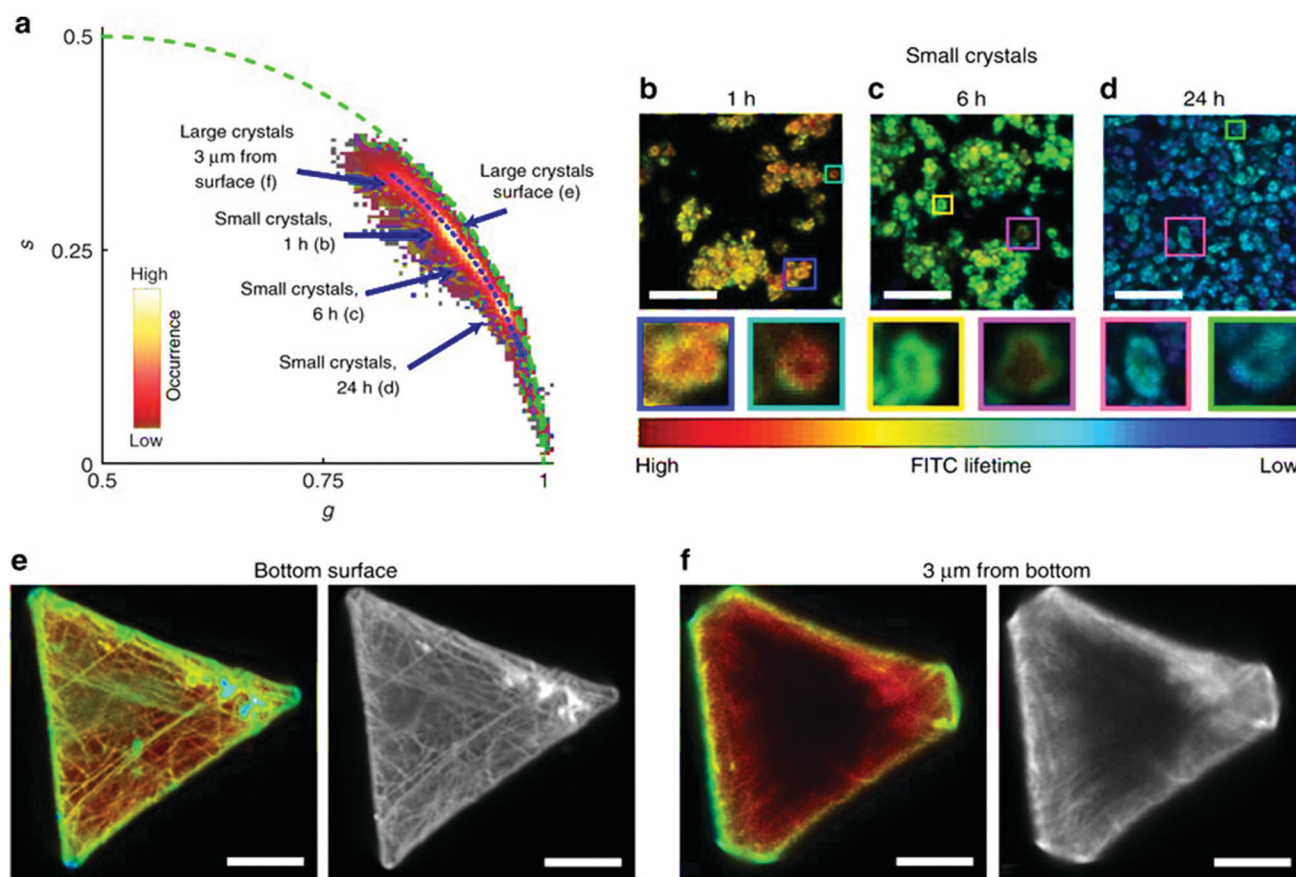 a
0.5
s
0.25
0
0.5
0.75
1
g
High
Occurrence
Low
Large crystals
3 μm from
surface (f)
Large crystals
surface (e)
Small crystals,
1 h (b)
Small crystals,
6 h (c)
Small crystals,
24 h (d)
Small crystals
b
1 h
c
6 h
d
24 h
High
FITC lifetime
Low
e
Bottom surface
f
3 μm from bottom